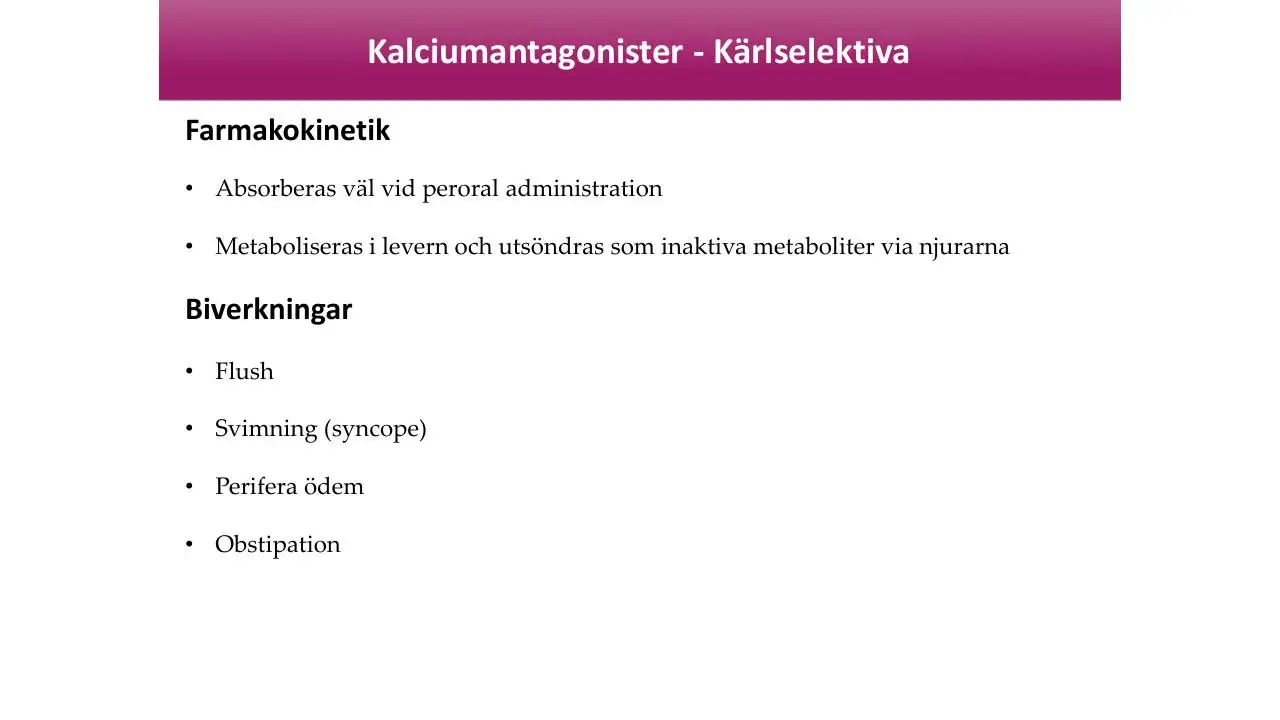 Kalciumantagonister - Kärlselektiva
Farmakokinetik
• Absorberas väl vid peroral administration
• Metaboliseras i levern och utsöndras som inaktiva metaboliter via njurarna
Biverkningar
• Flush
• Svimning (syncope)
• Perifera ödem
• Obstipation